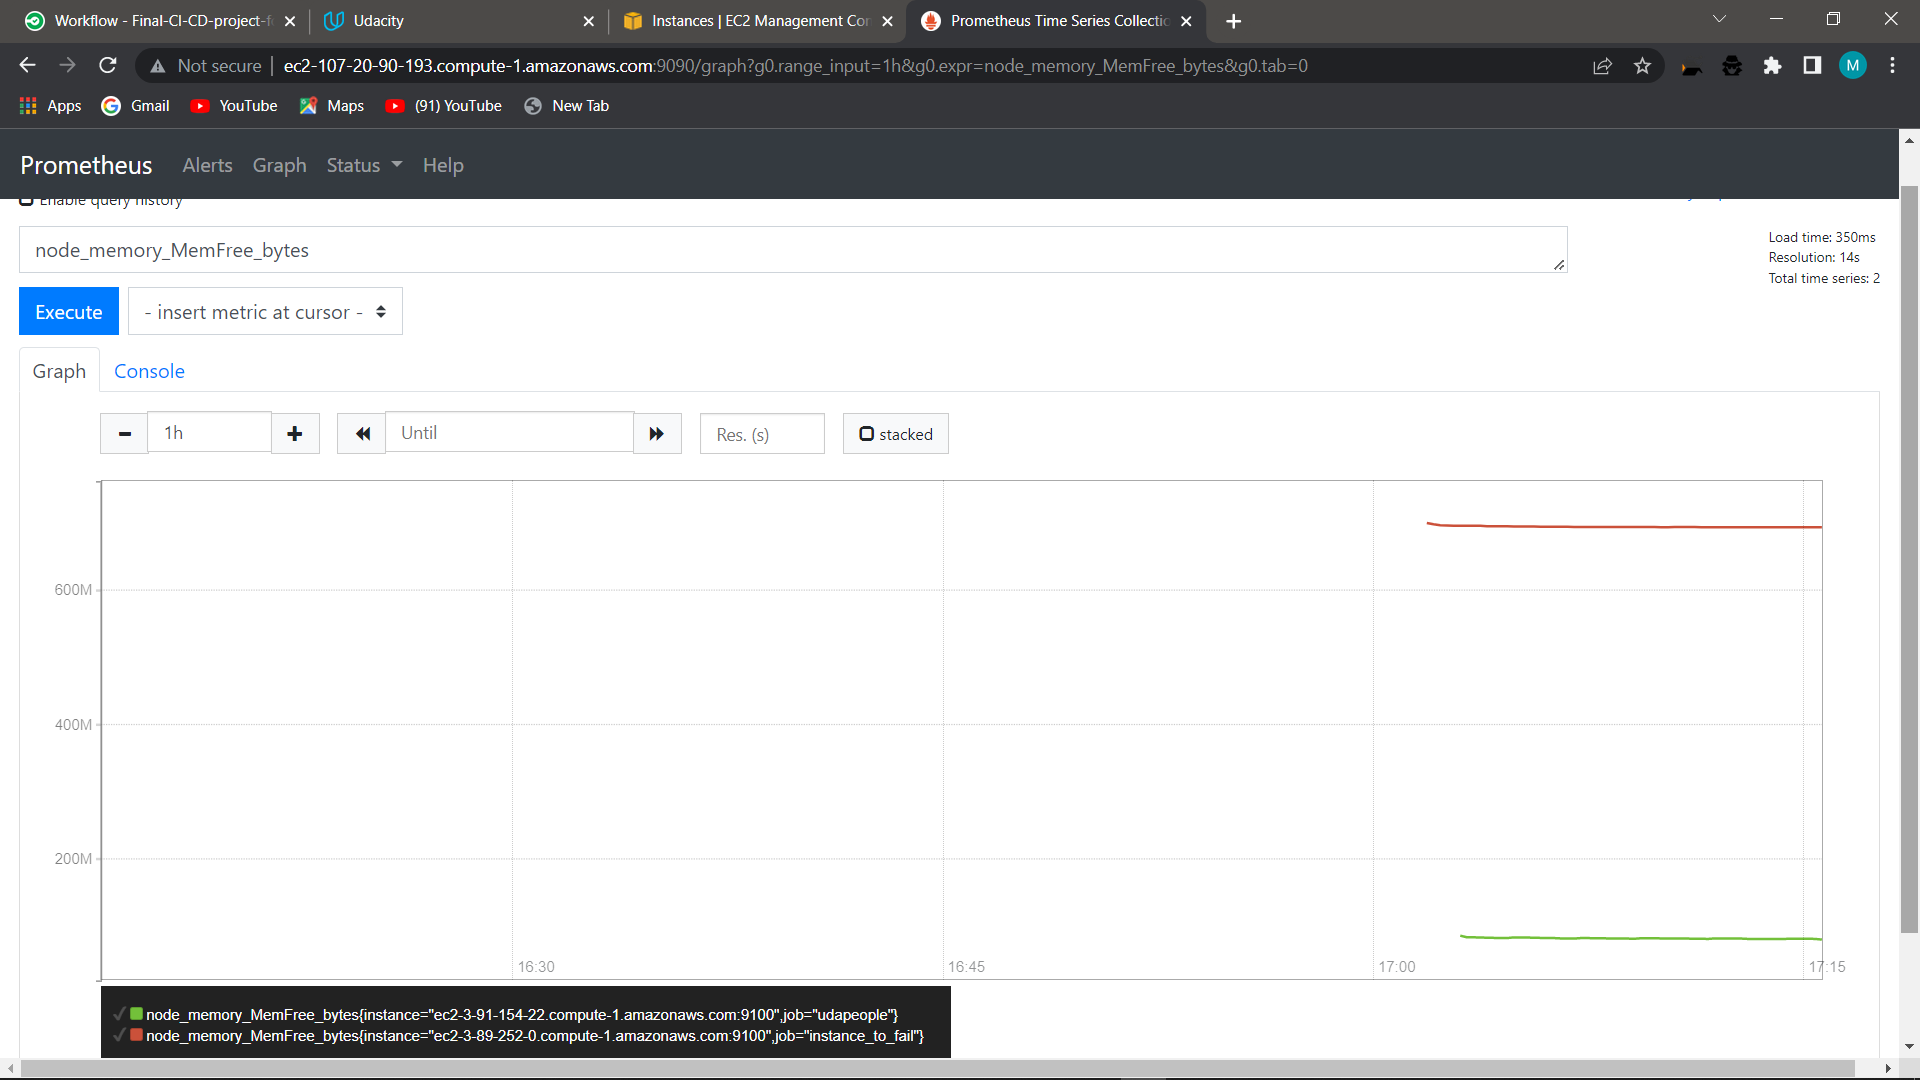 Workflow - Final-CI-CD-project-f
Udacity
Instances | EC2 Management Con
Prometheus Time Series Collectio
Not secure ec2-107-20-90-193.compute-1.amazonaws.com:9090/graph?g0.range_input=1h&g0.expr=node_memory_MemFree_bytes&g0.tab=0
M
Apps Gmail YouTube Maps (91) YouTube New Tab
Prometheus Alerts Graph Status Help
Enable query history
node_memory_MemFree_bytes
Load time: 350ms
Resolution: 14s
Total time series: 2
Execute - insert metric at cursor -
Graph Console
1h Until Res. (s) stacked
600M
400M
200M
16:30 16:45 17:00 17:15
node_memory_MemFree_bytes{instance="ec2-3-91-154-22.compute-1.amazonaws.com:9100",job="udapeople"}
node_memory_MemFree_bytes{instance="ec2-3-89-252-0.compute-1.amazonaws.com:9100",job="instance_to_fail"}